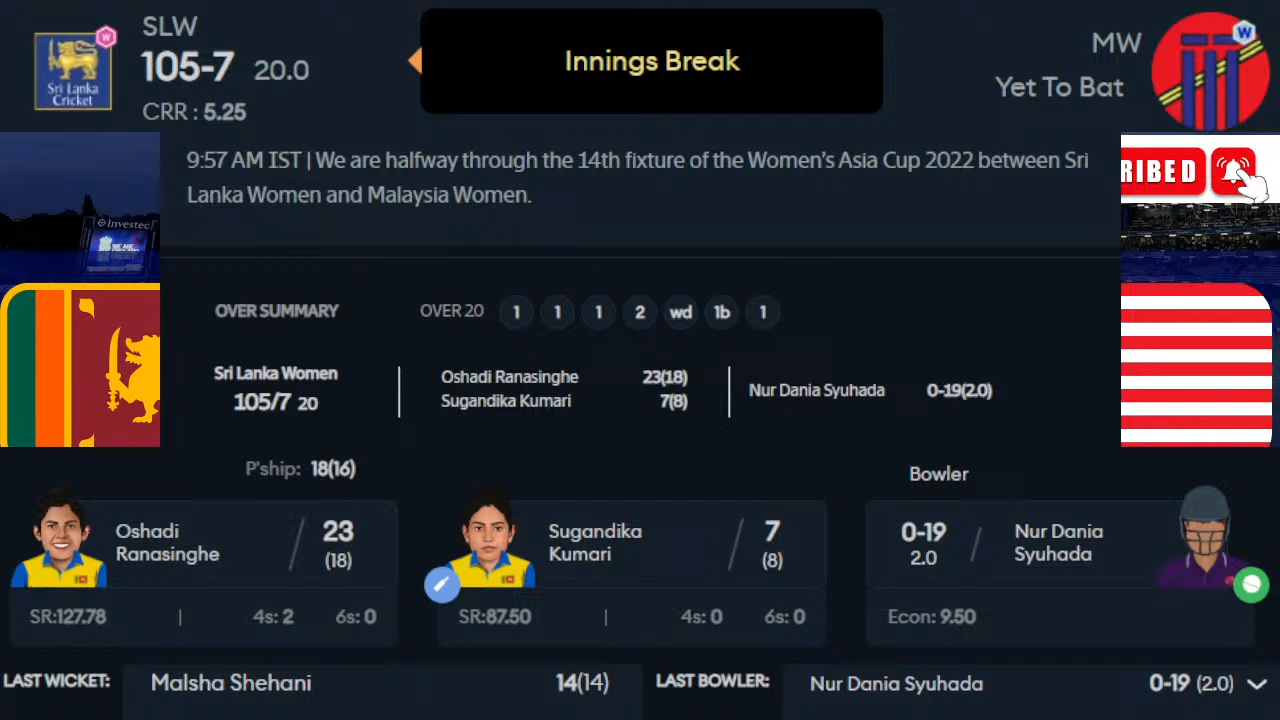 SLW
105-7 20.0
CRR : 5.25
Sri Lanka
Cricket
W
Innings Break
MW
Yet To Bat
W
9:57 AM IST | We are halfway through the 14th fixture of the Women's Asia Cup 2022 between Sri
Lanka Women and Malaysia Women.
RIBED
Investec
WE ARE
OVER SUMMARY OVER 20 1 1 1 2 wd 1b 1
Sri Lanka Women
105/7 20
Oshadi Ranasinghe 23(18)
Sugandika Kumari 7(8)
Nur Dania Syuhada 0-19(2.0)
P'ship: 18(16)
Bowler
Oshadi
Ranasinghe
23
(18)
SR:127.78 | 4s: 2 6s: 0
Sugandika
Kumari
7
(8)
SR:87.50 | 4s: 0 6s: 0
0-19
2.0
Nur Dania
Syuhada
Econ: 9.50
LAST WICKET: Malsha Shehani 14(14)
LAST BOWLER: Nur Dania Syuhada 0-19 (2.0)